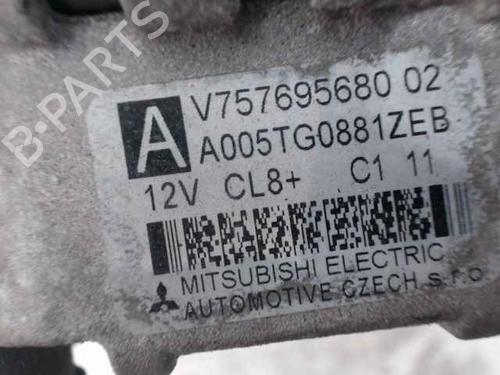 B-PARTS
A
V757695680 02
A005TG0881ZEB
12V CL8+ C1 11
MITSUBISHI ELECTRIC
AUTOMOTIVE CZECH s.r.o